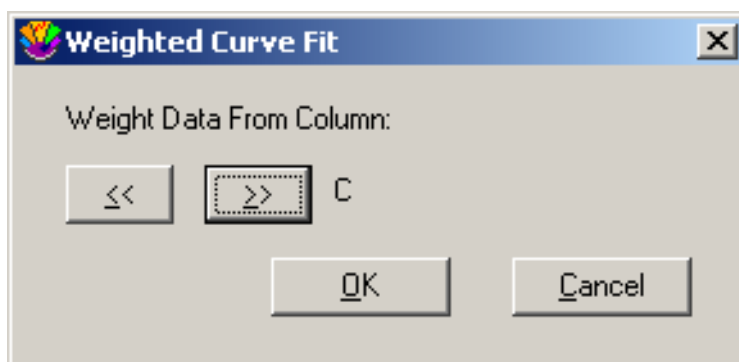 Weighted Curve Fit
Weight Data From Column:
<< >> C
OK Cancel